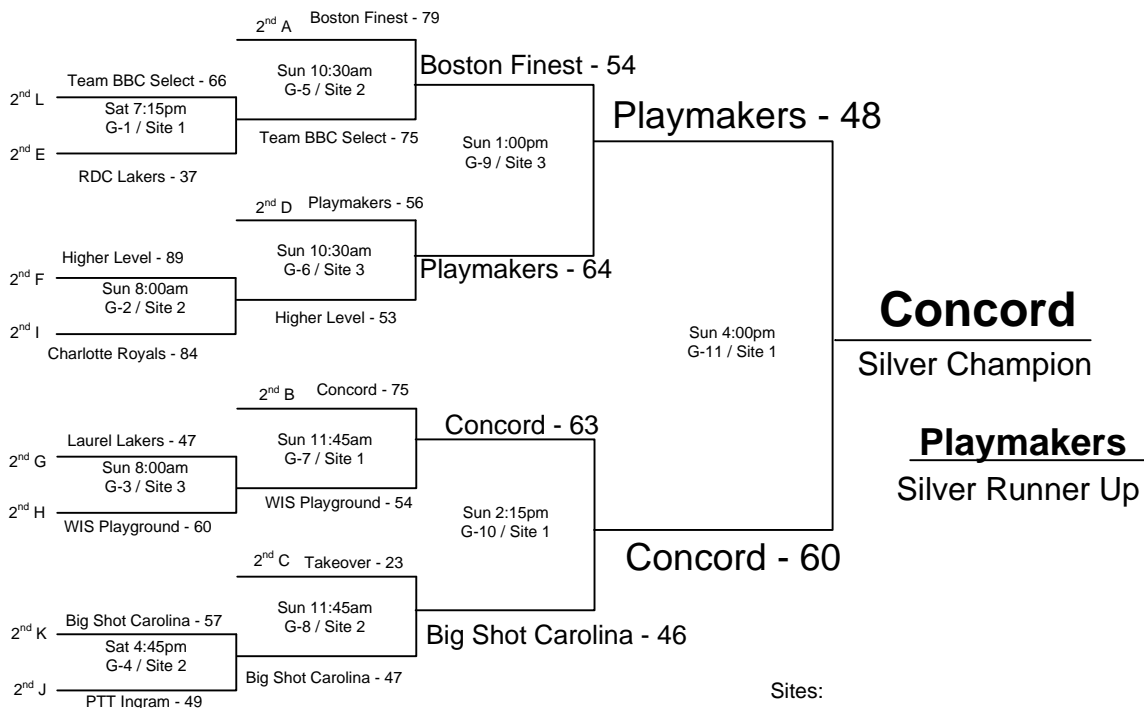 2nd A
Boston Finest - 79
Sun 10:30am
G-5 / Site 2
Boston Finest - 54
Team BBC Select - 66
2nd L
Sat 7:15pm
G-1 / Site 1
Team BBC Select - 75
2nd E
RDC Lakers - 37
Sun 1:00pm
G-9 / Site 3
Playmakers - 48
2nd D
Playmakers - 56
Sun 10:30am
G-6 / Site 3
Playmakers - 64
Higher Level - 89
2nd F
Sun 8:00am
G-2 / Site 2
Higher Level - 53
2nd I
Charlotte Royals - 84
Sun 4:00pm
G-11 / Site 1
Concord
Silver Champion
Playmakers
Silver Runner Up
2nd B
Concord - 75
Sun 11:45am
G-7 / Site 1
Concord - 63
Laurel Lakers - 47
2nd G
Sun 8:00am
G-3 / Site 3
WIS Playground - 54
2nd H
WIS Playground - 60
Sun 2:15pm
G-10 / Site 1
Concord - 60
2nd C
Takeover - 23
Sun 11:45am
G-8 / Site 2
Big Shot Carolina - 46
Big Shot Carolina - 57
2nd K
Sat 4:45pm
G-4 / Site 2
Big Shot Carolina - 47
2nd J
PTT Ingram - 49
Sites: